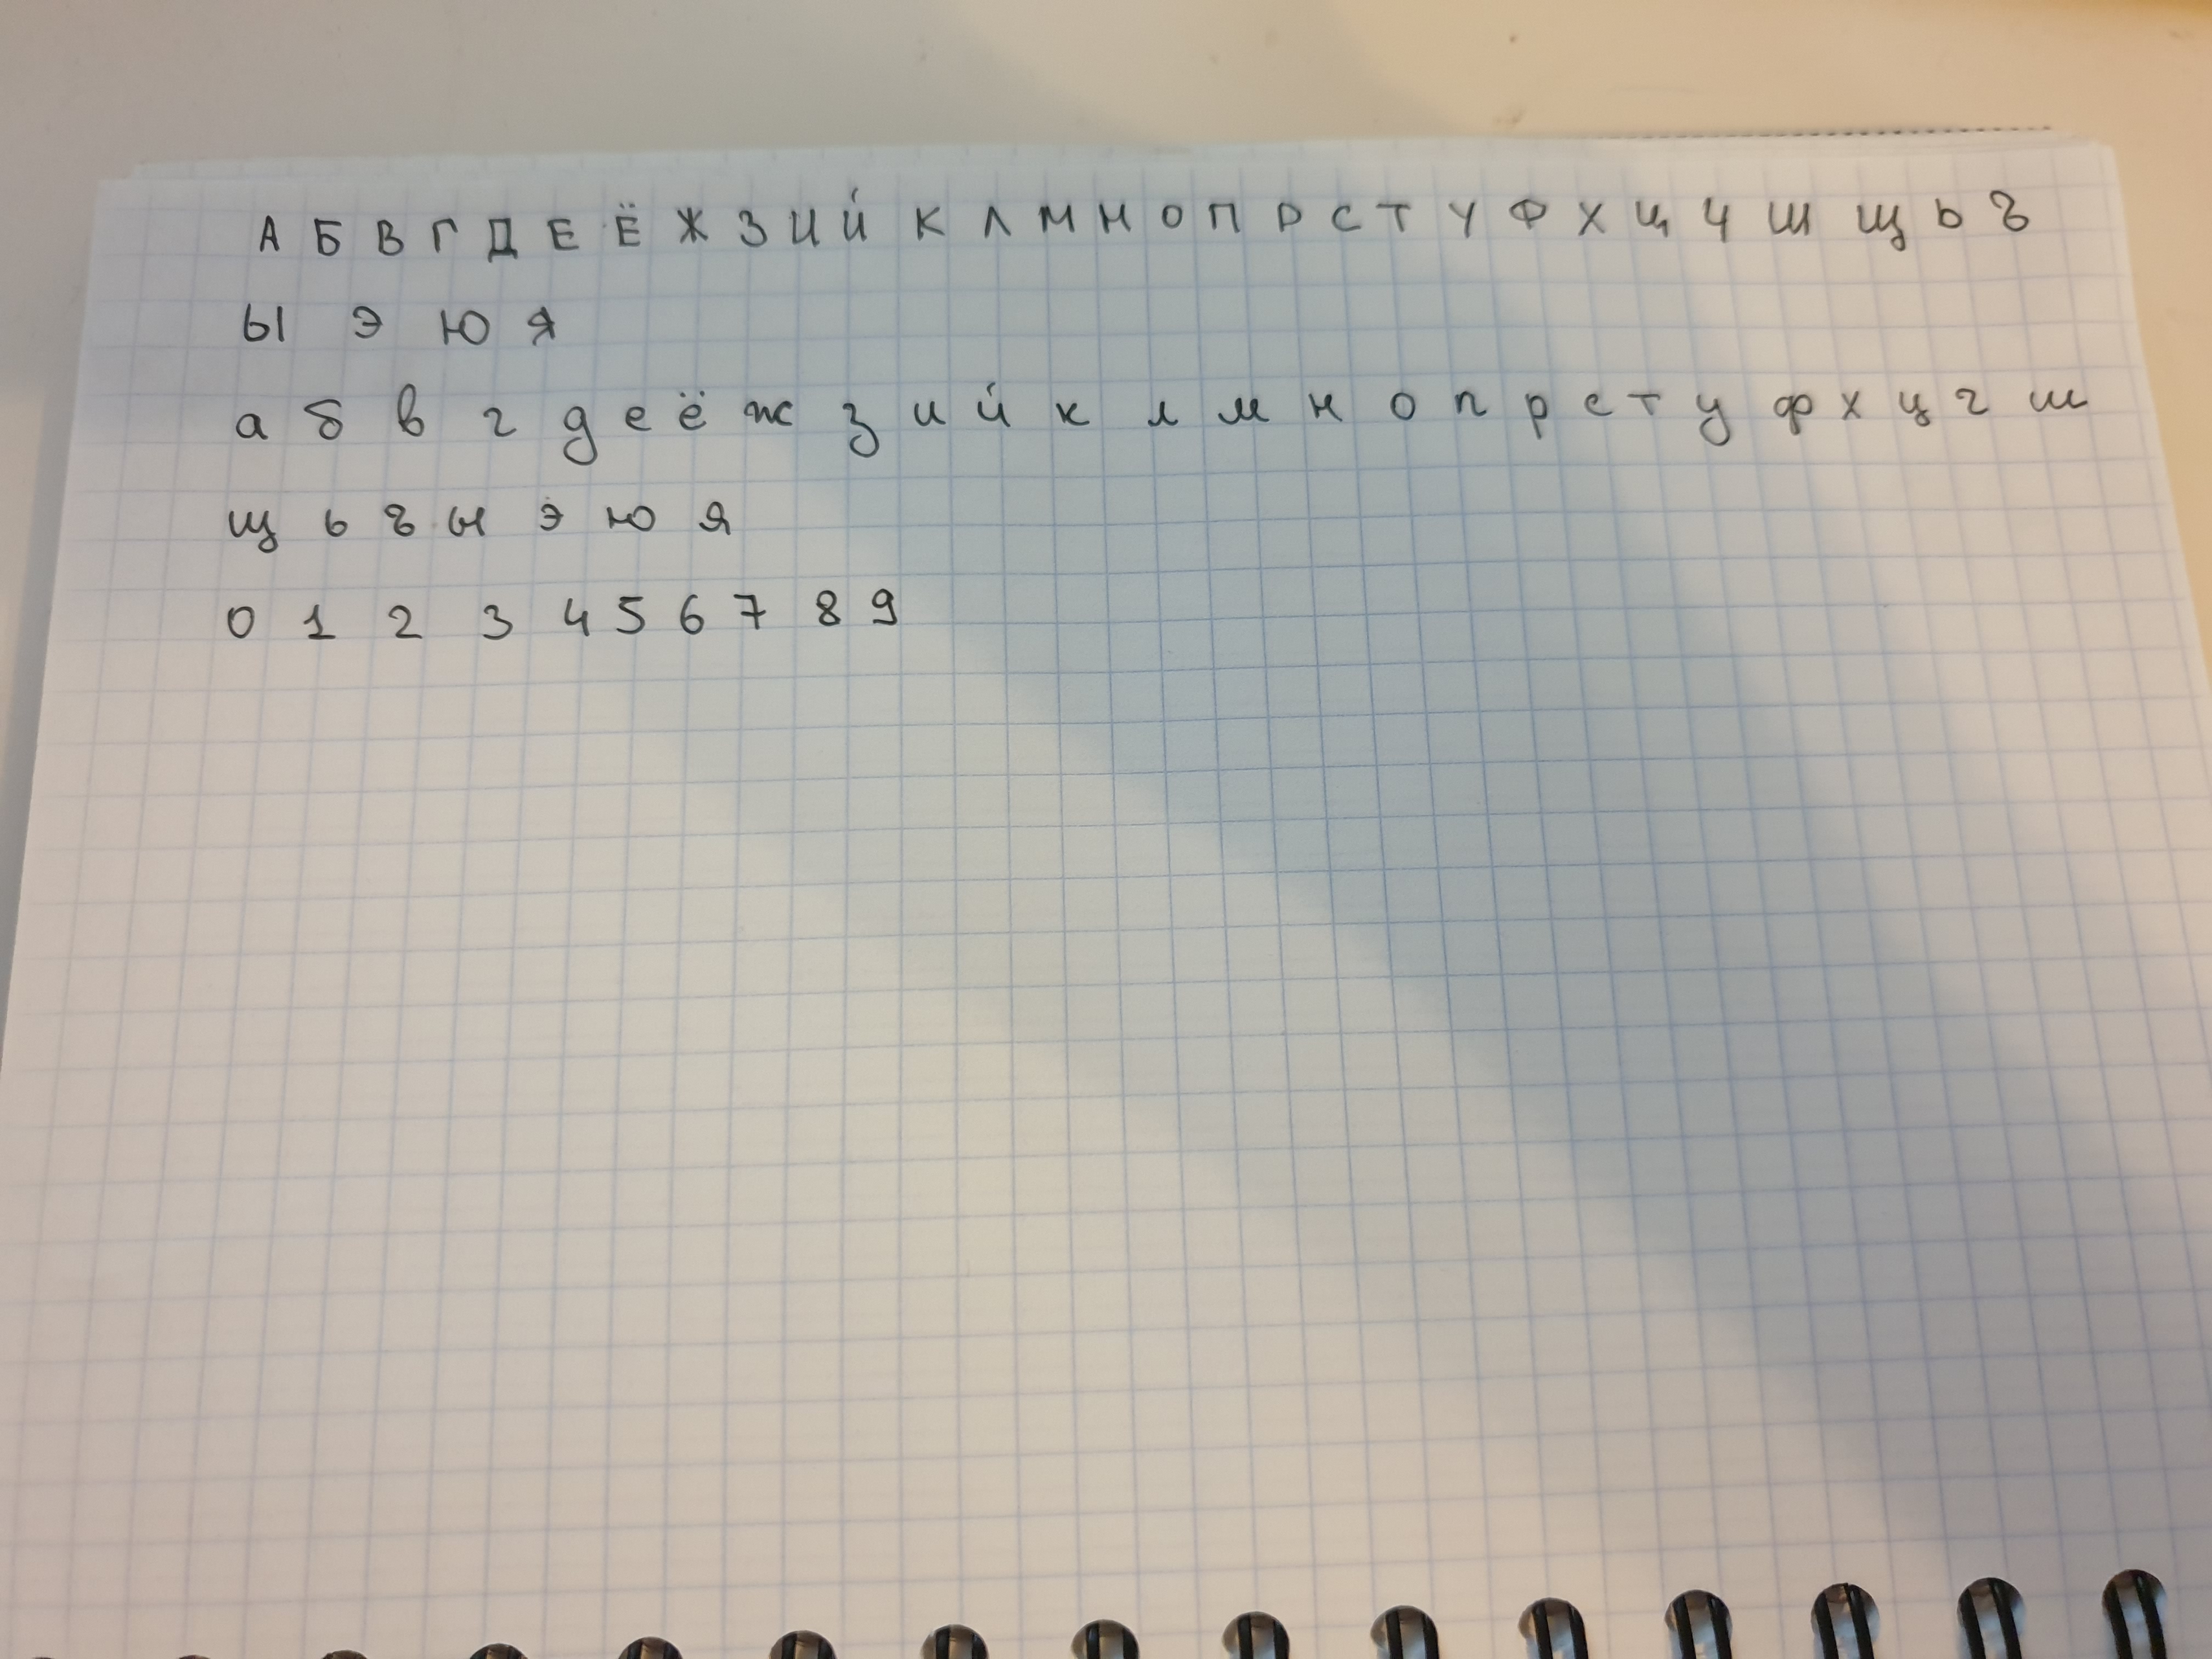 А Б В Г Д Е Ё Ж З И Й К Л М Н О П Р С Т У Ф Х Ц Ч Ш Щ Ь Ъ
Ы Э Ю Я
а б в г д е ё ж з и й к л м н о п р с т у ф х ц ч ш
щ ь ъ ы э ю я
0 1 2 3 4 5 6 7 8 9